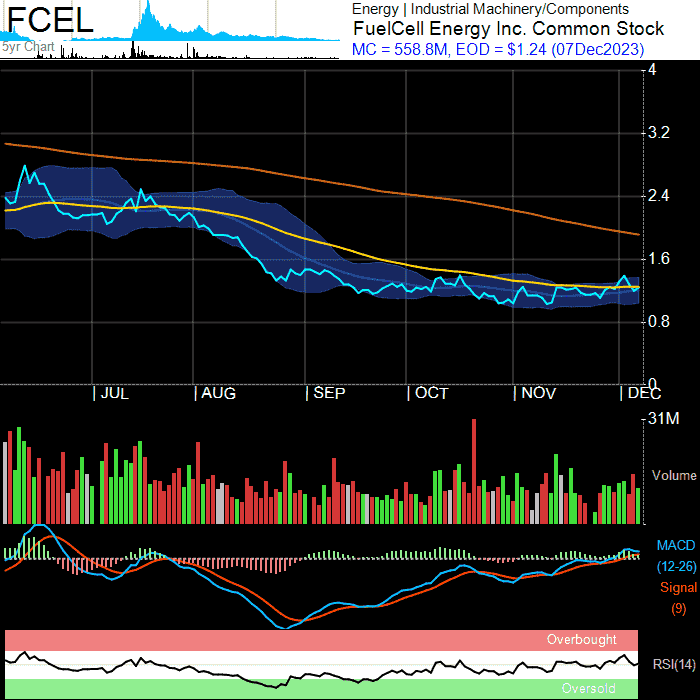 FCEL
5yr Chart
Energy | Industrial Machinery/Components
FuelCell Energy Inc. Common Stock
MC = 558.8M, EOD = $1.24 (07Dec2023)
4
3.2
2.4
1.6
0.8
0
| JUL | AUG | SEP | OCT | NOV | DEC
31M
Volume
MACD
(12-26)
Signal
(9)
Overbought
RSI(14)
Oversold